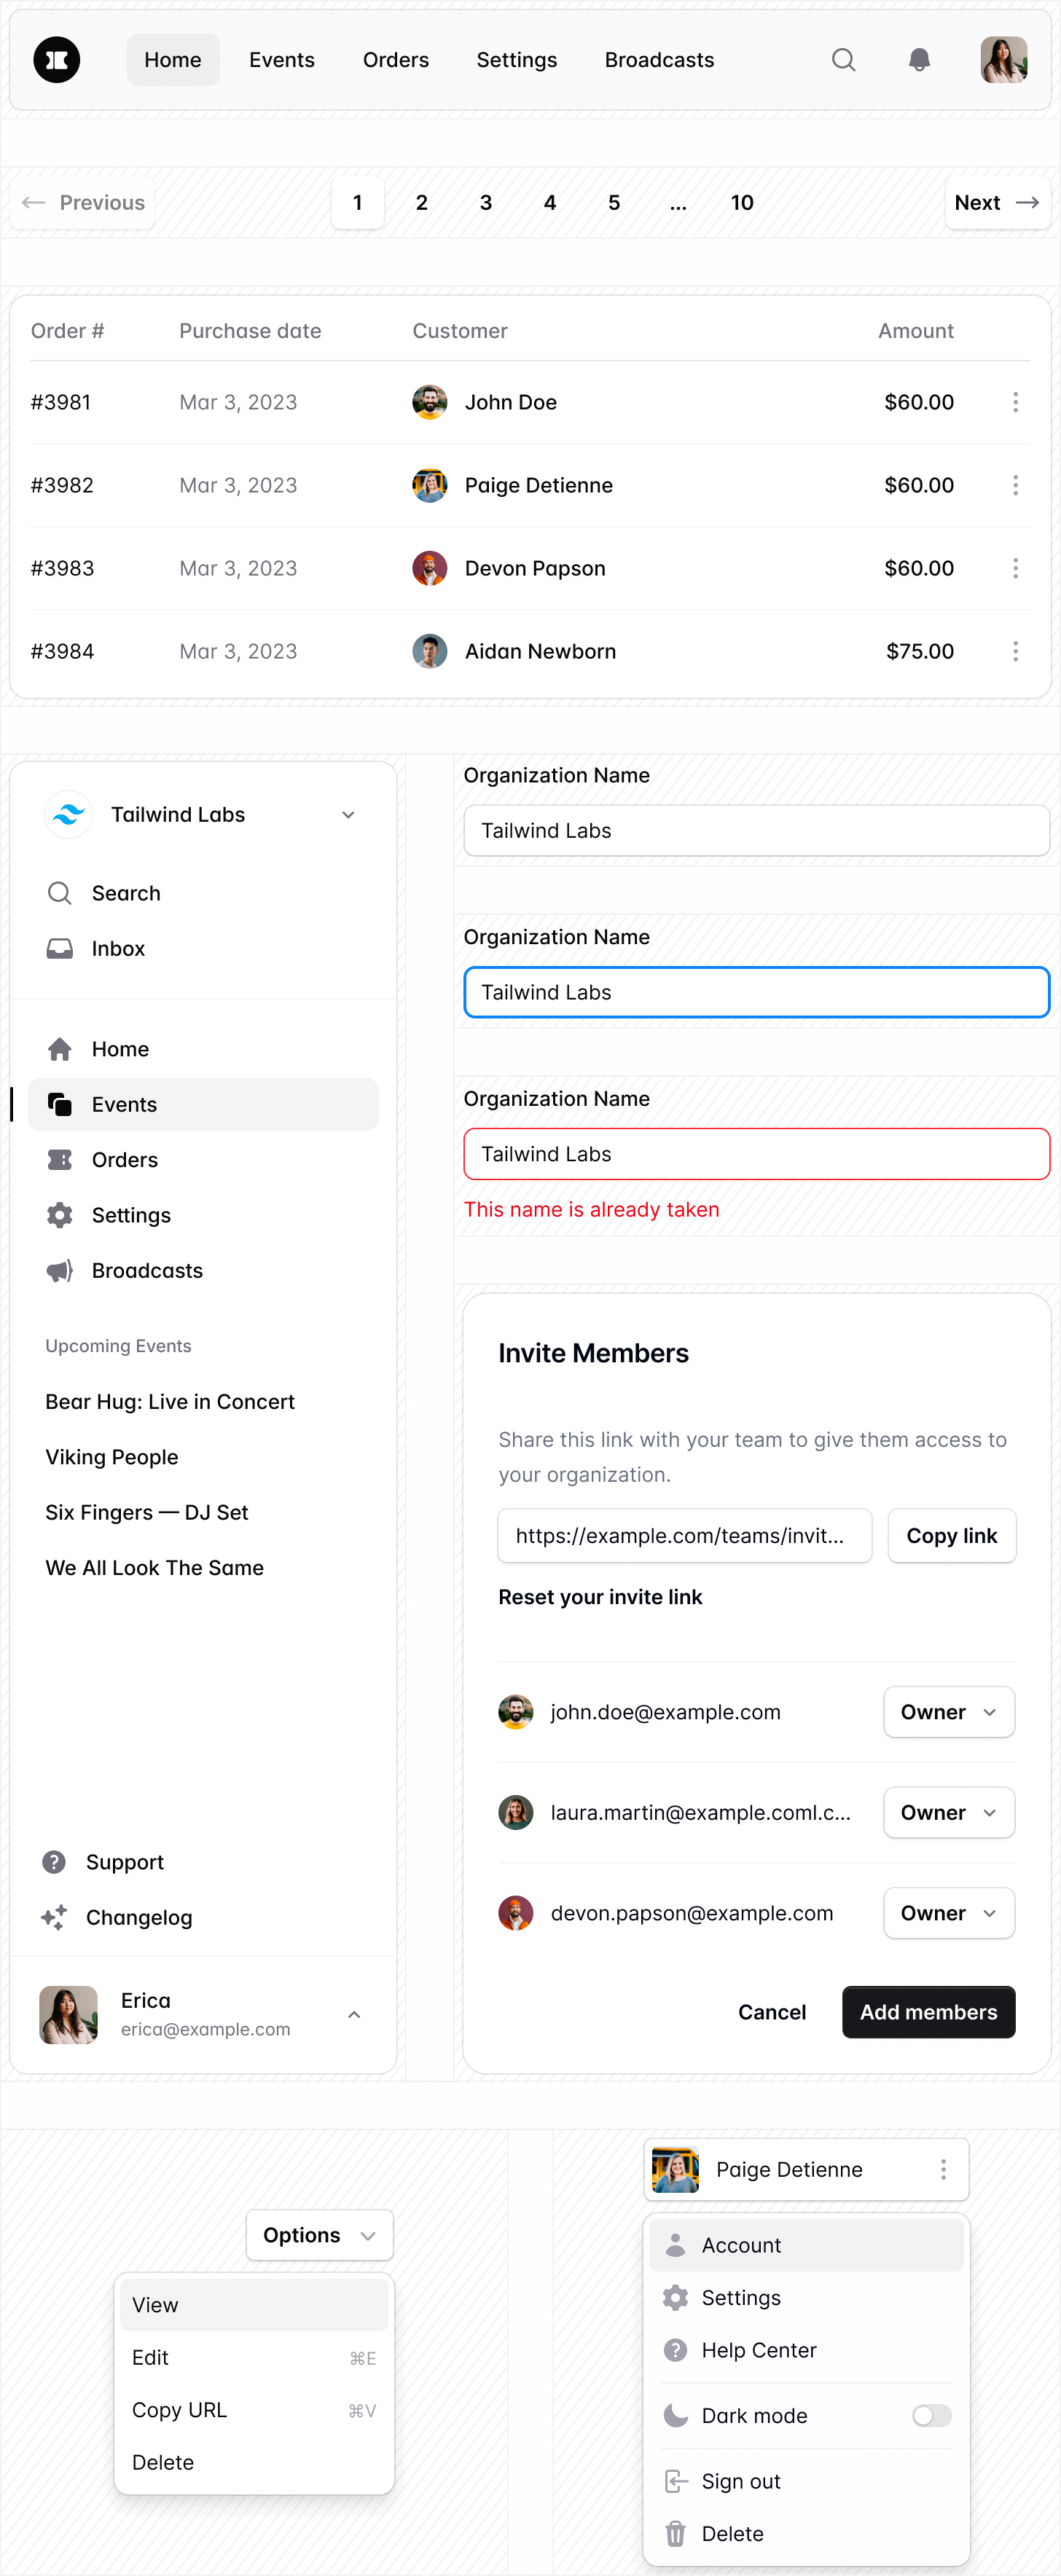 Home Events Orders Settings Broadcasts
Previous 1 2 3 4 5 ... 10 Next
Order # Purchase date Customer Amount
#3981 Mar 3, 2023 John Doe $60.00
#3982 Mar 3, 2023 Paige Detienne $60.00
#3983 Mar 3, 2023 Devon Papson $60.00
#3984 Mar 3, 2023 Aidan Newborn $75.00
Tailwind Labs
Search
Inbox
Home
Events
Orders
Settings
Broadcasts
Upcoming Events
Bear Hug: Live in Concert
Viking People
Six Fingers — DJ Set
We All Look The Same
Support
Changelog
Erica
erica@example.com
Organization Name
Tailwind Labs
Organization Name
Tailwind Labs
Organization Name
Tailwind Labs
This name is already taken
Invite Members
Share this link with your team to give them access to
your organization.
https://example.com/teams/invit... Copy link
Reset your invite link
john.doe@example.com Owner
laura.martin@example.coml.c... Owner
devon.papson@example.com Owner
Cancel Add members
Options
View
Edit ⌘E
Copy URL ⌘V
Delete
Paige Detienne
Account
Settings
Help Center
Dark mode
Sign out
Delete